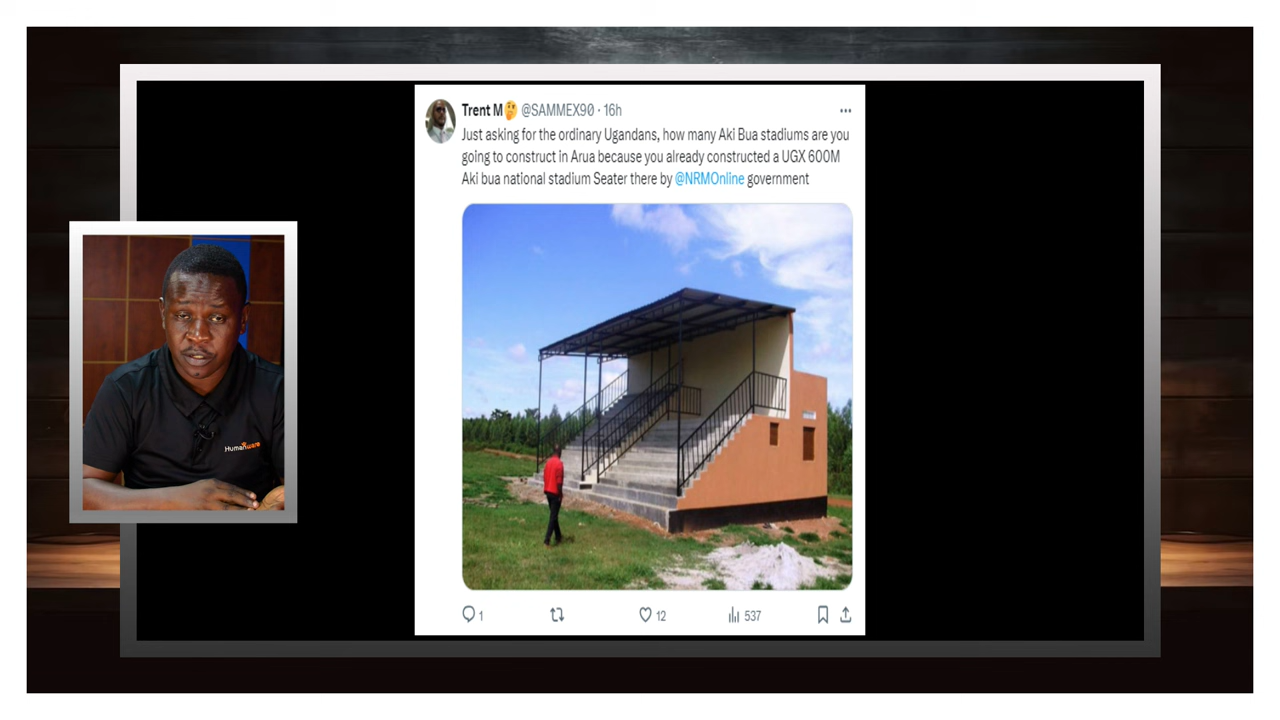 Trent M🤔 @SAMMEX90 · 16h
Just asking for the ordinary Ugandans, how many Aki Bua stadiums are you
going to construct in Arua because you already constructed a UGX 600M
Aki bua national stadium Seater there by @NRMOnline government
HumaXware
1
12
537